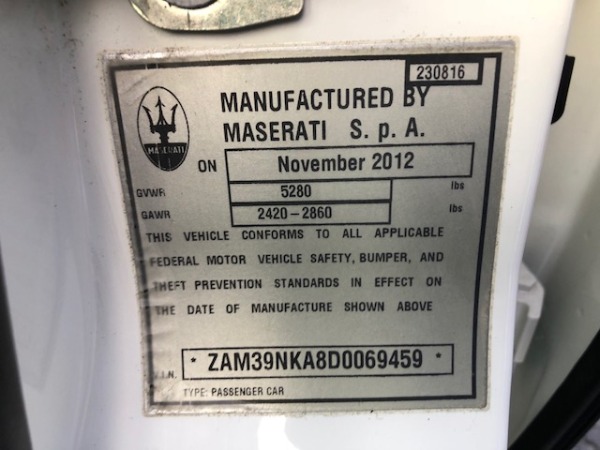 230816
MANUFACTURED BY
MASERATI S. p. A.
MASERATI
ON November 2012
GVWR 5280 lbs
GAWR 2420-2860 lbs
THIS VEHICLE CONFORMS TO ALL APPLICABLE
FEDERAL MOTOR VEHICLE SAFETY, BUMPER, AND
THEFT PREVENTION STANDARDS IN EFFECT ON
THE DATE OF MANUFACTURE SHOWN ABOVE
V.I.N. * ZAM39NKA8D0069459 *
TYPE: PASSENGER CAR